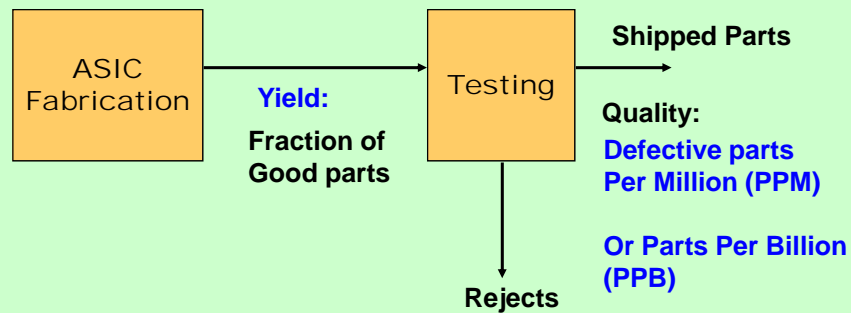 ASIC
Fabrication
Yield:
Fraction of
Good parts
Testing
Shipped Parts
Quality:
Defective parts
Per Million (PPM)
Or Parts Per Billion
(PPB)
Rejects